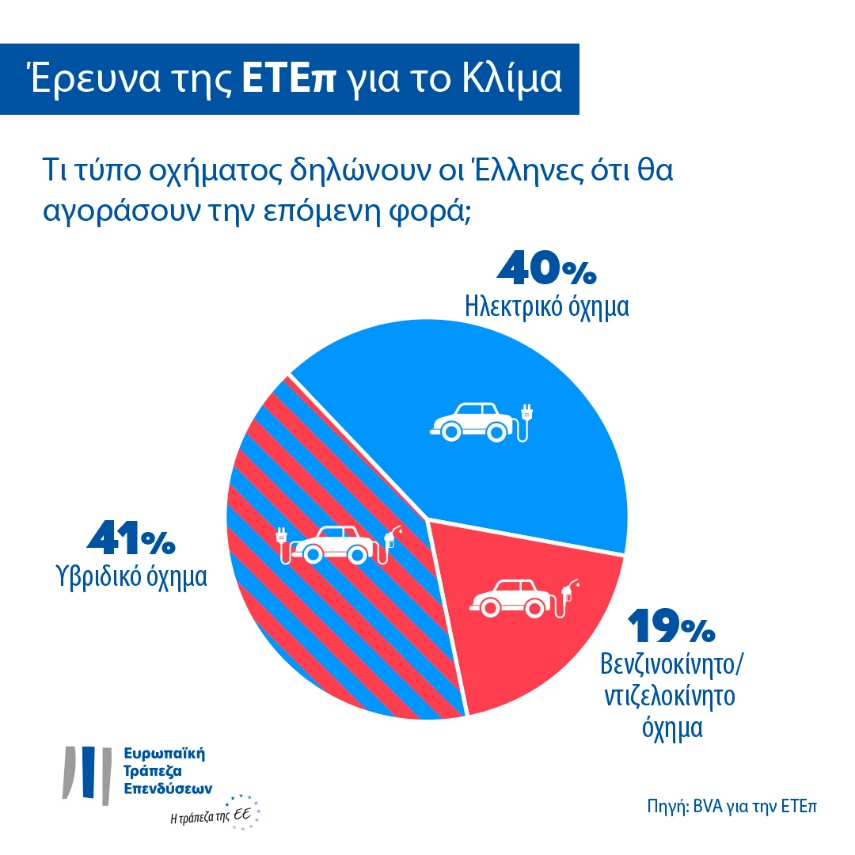 Έρευνα της ΕΤΕπ για το Κλίμα
Τι τύπο οχήματος δηλώνουν οι Έλληνες ότι θα
αγοράσουν την επόμενη φορά;
40%
Ηλεκτρικό όχημα
41%
Υβριδικό όχημα
19%
Βενζινοκίνητο/
ντιζελοκίνητο
όχημα
Ευρωπαϊκή
Τράπεζα
Επενδύσεων
Η τράπεζα της ΕΕ
Πηγή: BVA για την ΕΤΕπ